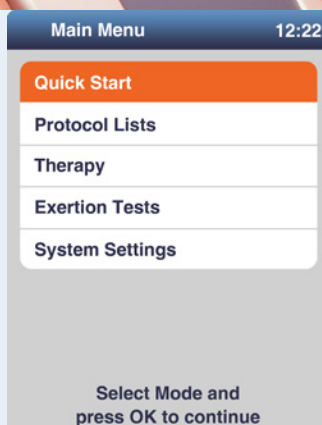 Main Menu 12:22
Quick Start
Protocol Lists
Therapy
Exertion Tests
System Settings
Select Mode and
press OK to continue